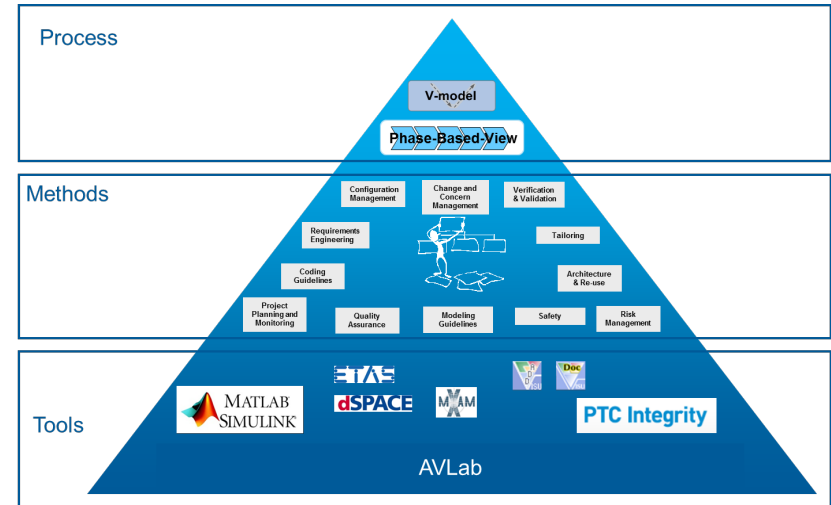 Process
V-model
Phase-Based-View
Methods
Configuration
Management
Change and
Concern
Management
Verification
& Validation
Requirements
Engineering
Tailoring
Coding
Guidelines
Architecture
& Re-use
Project
Planning and
Monitoring
Quality
Assurance
Modeling
Guidelines
Safety
Risk
Management
Tools
ETAS
Doc
MATLAB
SIMULINK
dSPACE
MXAM
PTC Integrity
AVLab